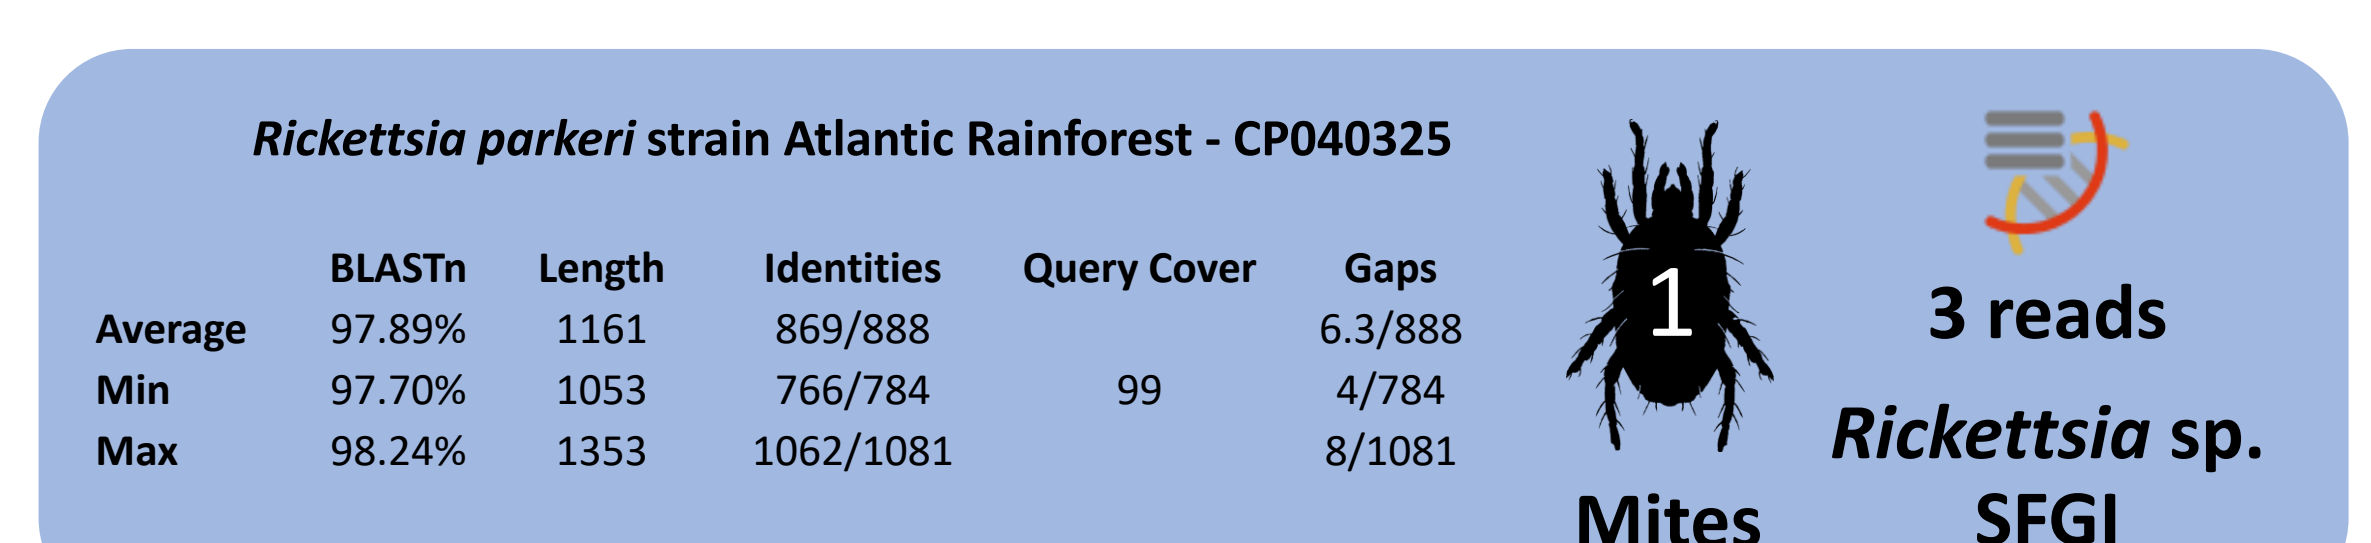 Rickettsia parkeri strain Atlantic Rainforest - CP040325
BLASTn Length Identities Query Cover Gaps
Average 97.89% 1161 869/888 6.3/888
Min 97.70% 1053 766/784 99 4/784
Max 98.24% 1353 1062/1081 8/1081
1
Mites
3 reads
Rickettsia sp.
SFGI